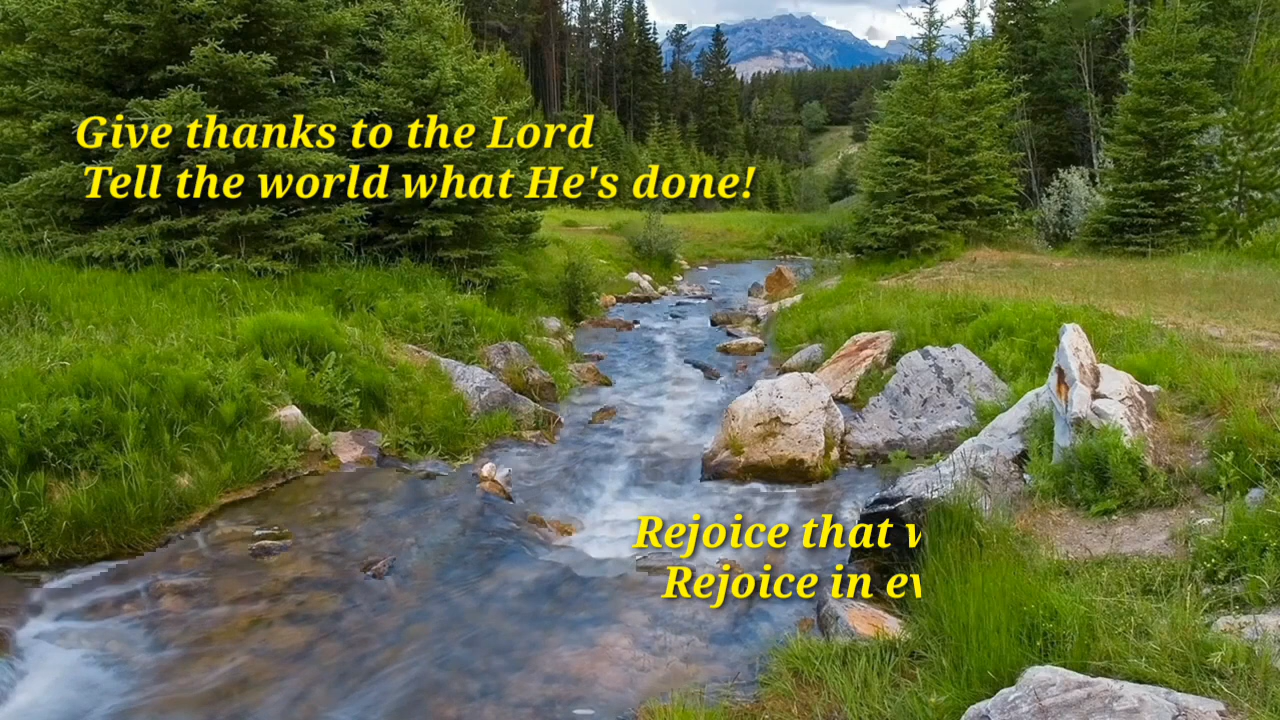 Give thanks to the Lord
Tell the world what He's done!
Rejoice that
Rejoice in